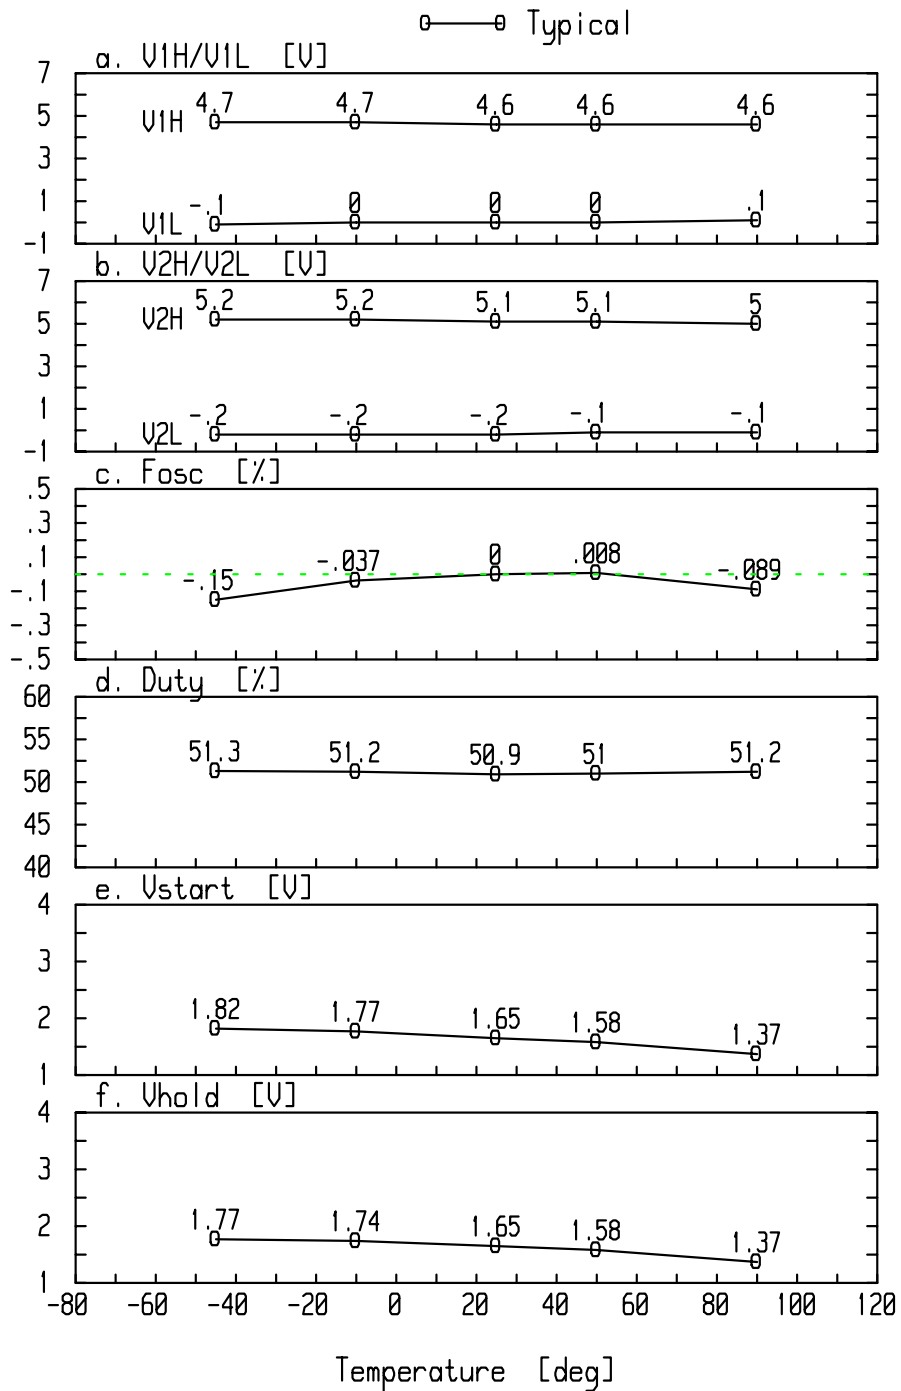 Typical
a. V1H/V1L [V]
7
5
3
1
-1
V1H
4.7 4.7 4.6 4.6 4.6
V1L
-.1 0 0 0 .1
b. V2H/V2L [V]
7
5
3
1
-1
V2H
5.2 5.2 5.1 5.1 5
V2L
-.2 -.2 -.2 -.1 -.1
c. Fosc [%]
.5
.3
.1
-.1
-.3
-.5
-.15 -.037 0 .008 -.089
d. Duty [%]
60
55
50
45
40
51.3 51.2 50.9 51 51.2
e. Vstart [V]
4
3
2
1
1.82 1.77 1.65 1.58 1.37
f. Vhold [V]
4
3
2
1
1.77 1.74 1.65 1.58 1.37
-80 -60 -40 -20 0 20 40 60 80 100 120
Temperature [deg]